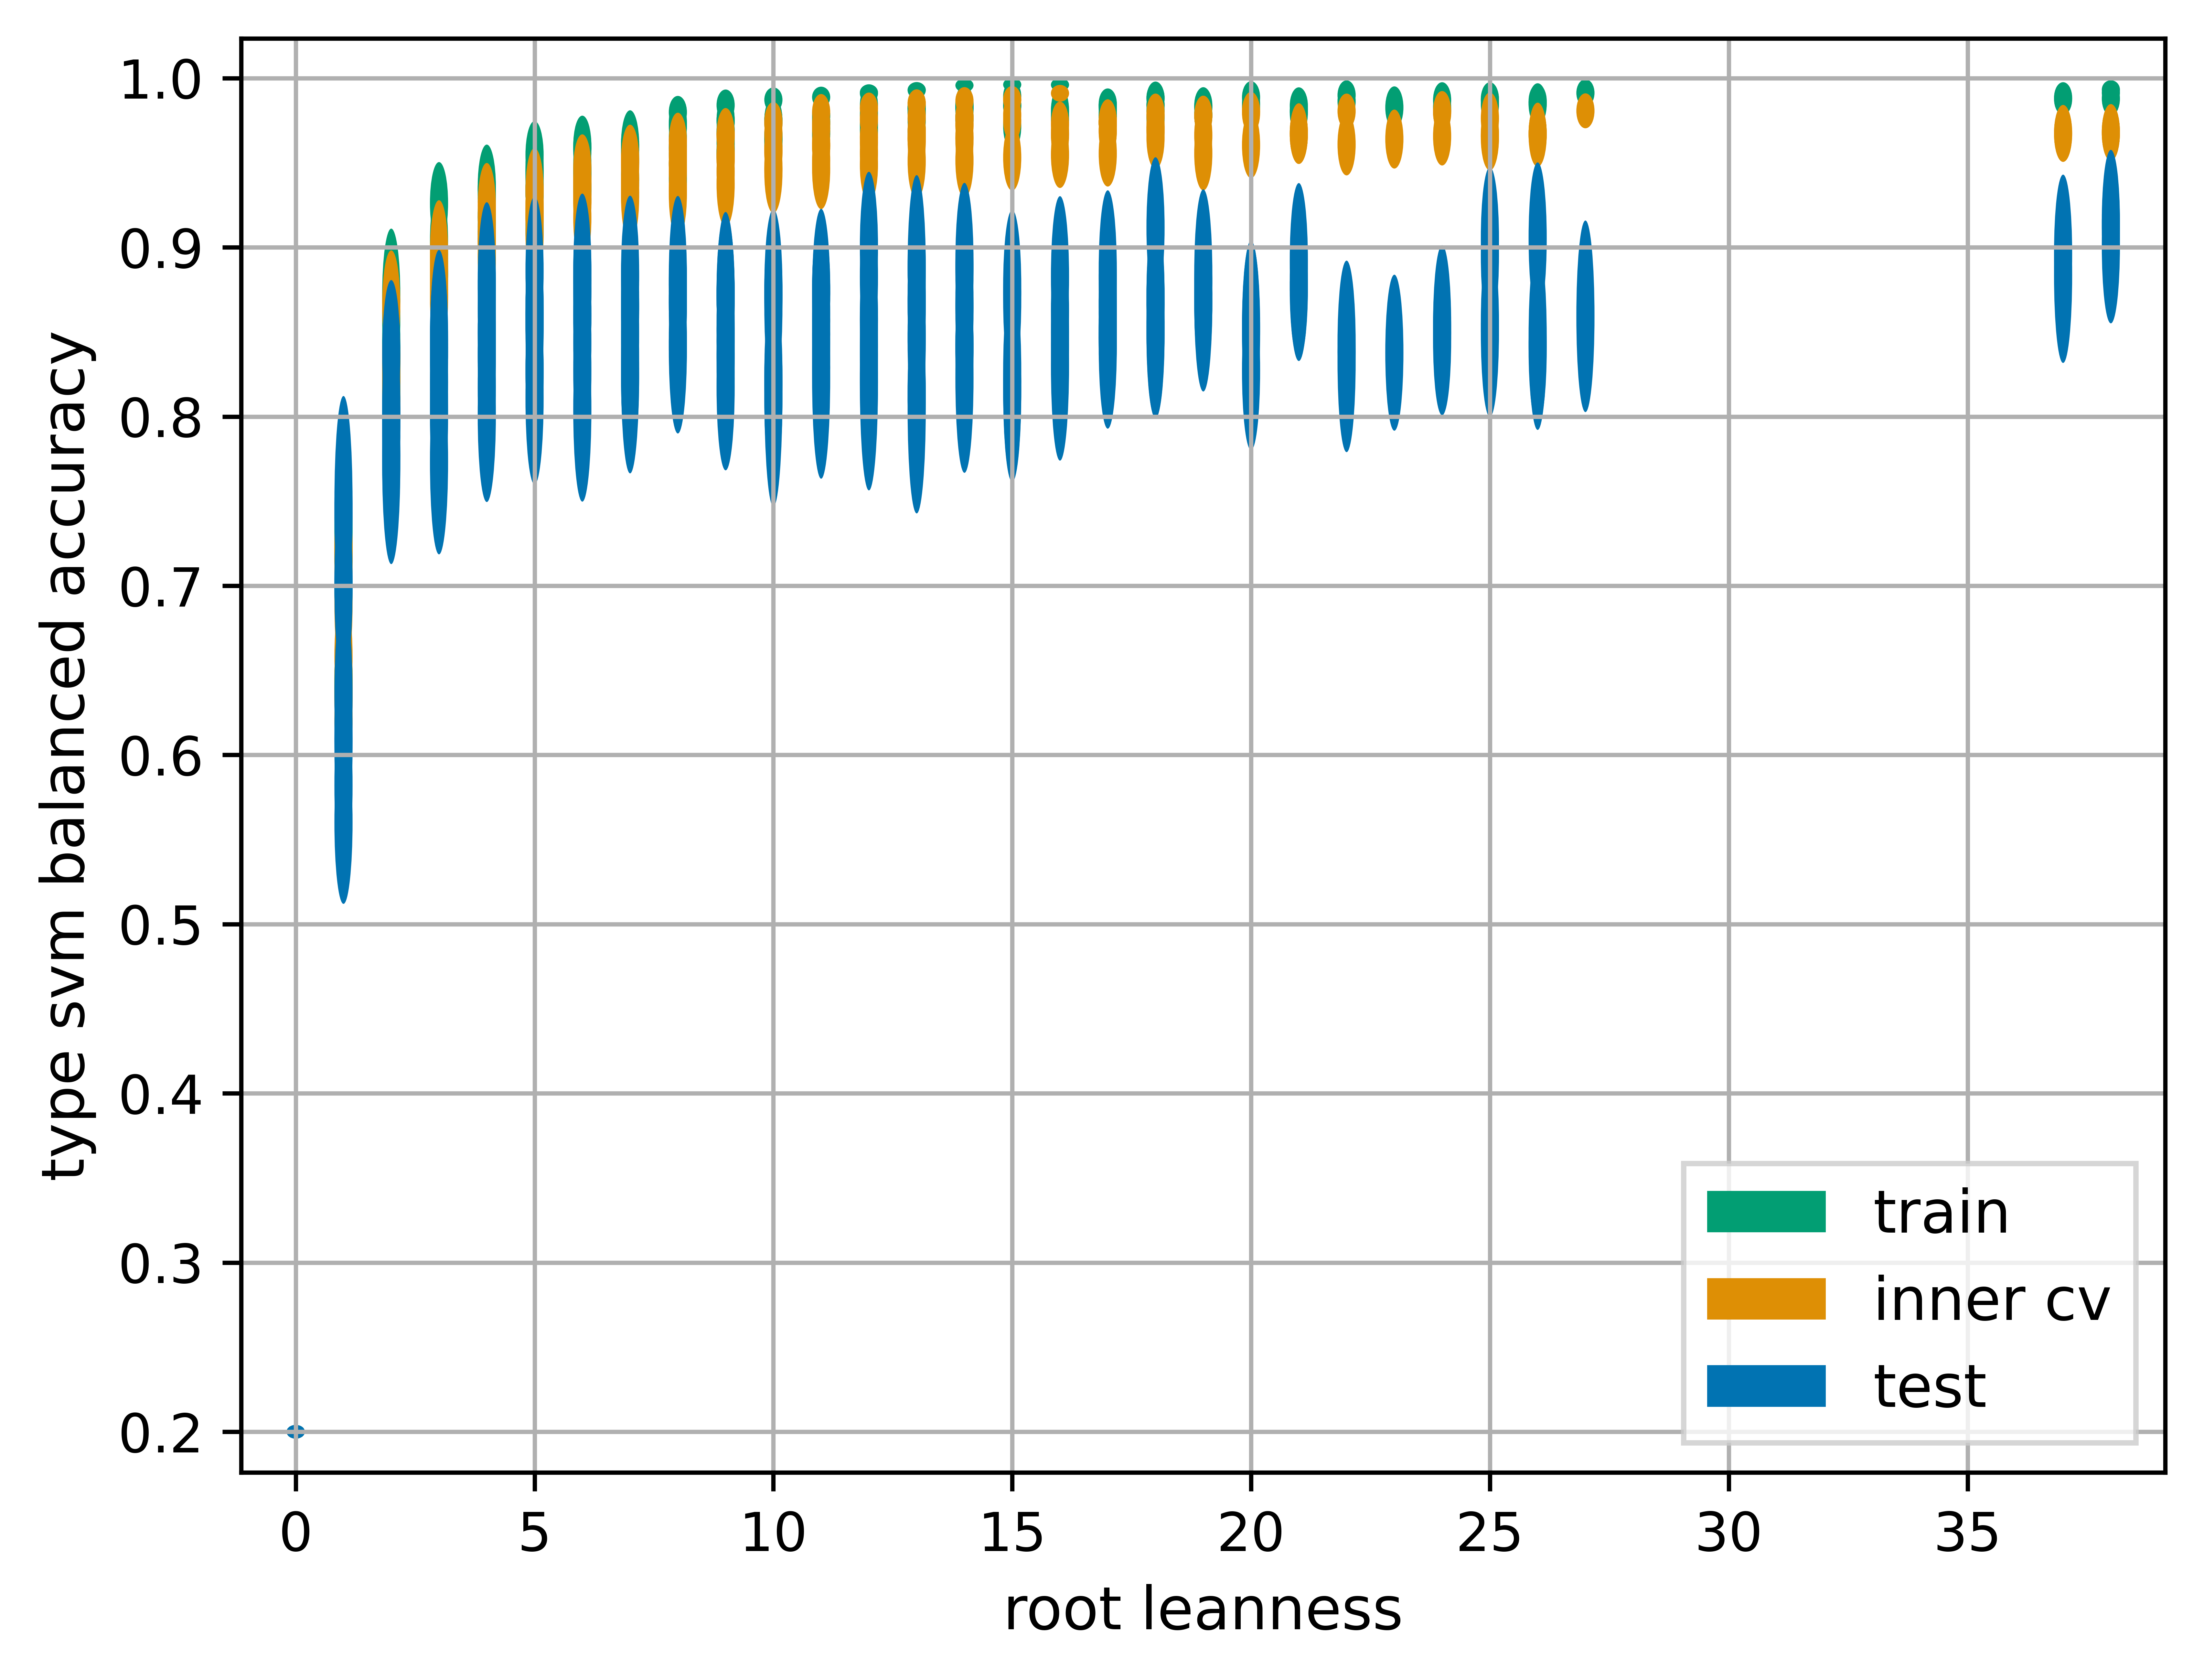 type svm balanced accuracy
1.0
0.9
0.8
0.7
0.6
0.5
0.4
0.3
0.2
train
inner cv
test
0 5 10 15 20 25 30 35
root leanness